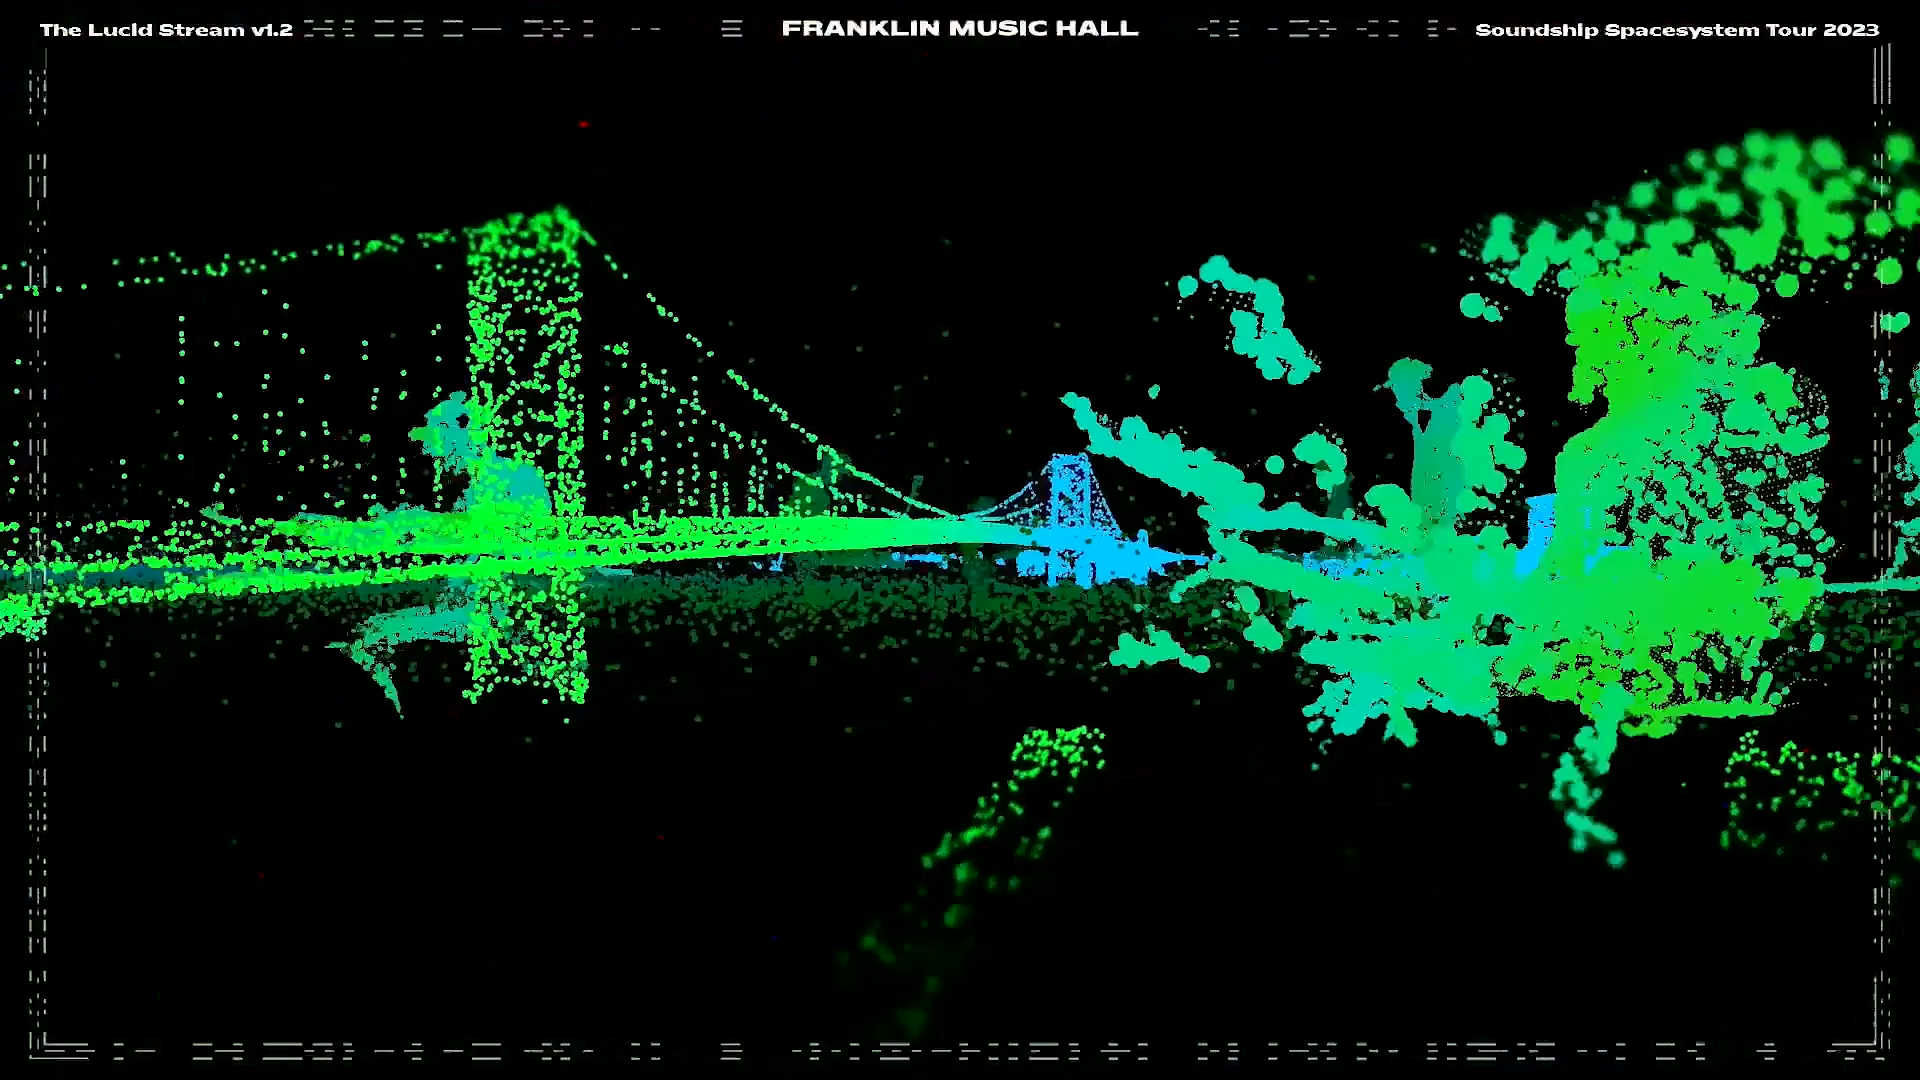 The Lucid Stream v1.2
FRANKLIN MUSIC HALL
Soundship Spacesystem Tour 2023